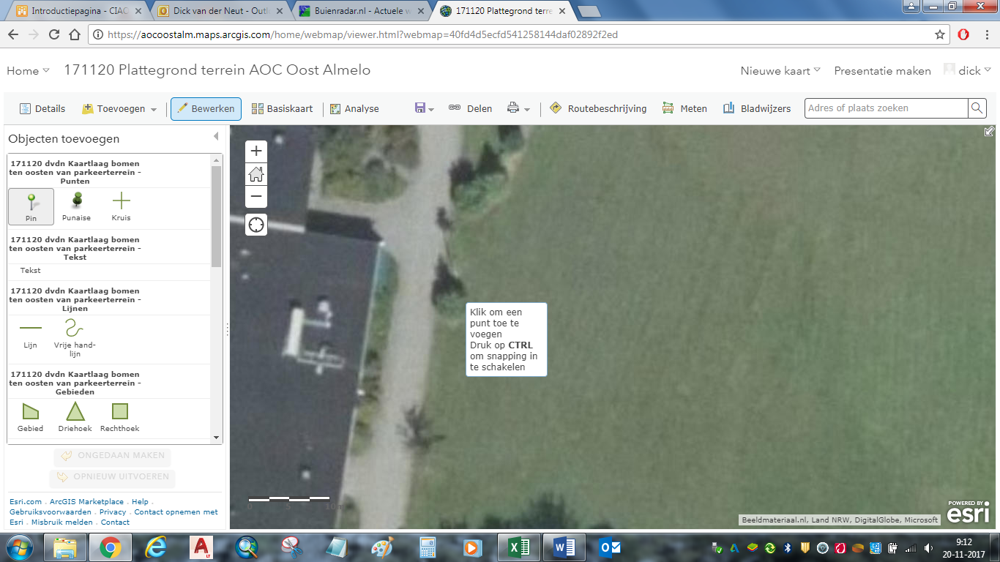 Introductiepagina - CIAO
Dick van der Neut - Outl
Buienradar.nl - Actuele w
171120 Plattegrond terre
https://aocoostalm.maps.arcgis.com/home/webmap/viewer.html?webmap=40fd4d5ecfd541258144daf02892f2ed
Home
171120 Plattegrond terrein AOC Oost Almelo
Nieuwe kaart
Presentatie maken
dick
Details
Toevoegen
Bewerken
Basiskaart
Analyse
Delen
Routebeschrijving
Meten
Bladwijzers
Adres of plaats zoeken
Objecten toevoegen
171120 dvdn Kaartlaag bomen
ten oosten van parkeerterrein -
Punten
Pin
Punaise
Kruis
171120 dvdn Kaartlaag bomen
ten oosten van parkeerterrein -
Tekst
Tekst
171120 dvdn Kaartlaag bomen
ten oosten van parkeerterrein -
Lijnen
Lijn
Vrije hand-
lijn
171120 dvdn Kaartlaag bomen
ten oosten van parkeerterrein -
Gebieden
Gebied
Driehoek
Rechthoek
ONGEDAAN MAKEN
OPNIEUW UITVOEREN
Esri.com . ArcGIS Marketplace . Help .
Gebruiksvoorwaarden . Privacy . Contact opnemen met
Esri . Misbruik melden . Contact
Klik om een
punt toe te
voegen
Druk op CTRL
om snapping in
te schakelen
0 5 10m
Beeldmateriaal.nl, Land NRW, DigitalGlobe, Microsoft
POWERED BY
esri
9:12
20-11-2017